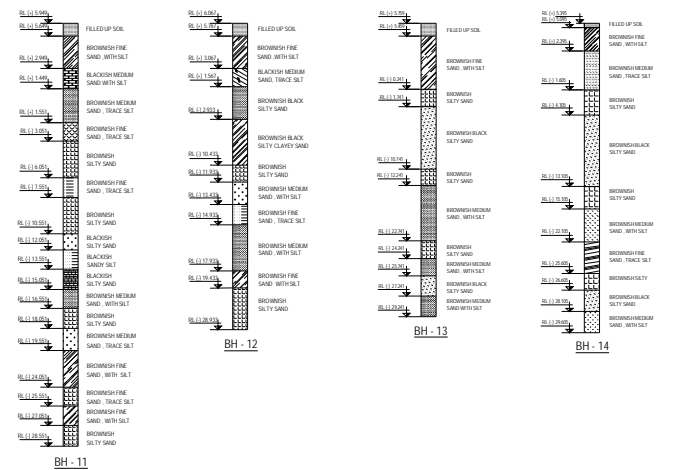 RL (+) 5.949
RL (+) 5.649
FILLED UP SOIL
BROWNISH FINE
SAND ,WITH SILT
RL (+) 2.949
BLACKISH MEDIUM
SAND WITH SILT
RL (+) 1.449
BROWNISH MEDIUM
SAND , TRACE SILT
RL (+) 1.551
BROWNISH FINE
SAND , TRACE SILT
RL (-) 3.051
BROWNISH
SILTY SAND
RL (-) 6.051
BROWNISH FINE
SAND , TRACE SILT
RL (-) 7.551
BROWNISH
SILTY SAND
RL (-) 10.551
BLACKISH
SILTY SAND
RL (-) 12.051
BLACKISH
SANDY SILT
RL (-) 13.551
BLACKISH
SILTY SAND
RL (-) 15.051
BROWNISH MEDIUM
SAND , WITH SILT
RL (-) 16.551
BROWNISH
SILTY SAND
RL (-) 18.051
BROWNISH MEDIUM
SAND , TRACE SILT
RL (-) 19.551
BROWNISH FINE
SAND , WITH SILT
RL (-) 24.051
BROWNISH FINE
SAND , TRACE SILT
RL (-) 25.551
BROWNISH FINE
SAND , WITH SILT
RL (-) 27.051
BROWNISH
SILTY SAND
RL (-) 28.551
BH - 11
RL (+) 6.067
RL (+) 5.767
FILLED UP SOIL
BROWNISH FINE
SAND ,WITH SILT
RL (+) 3.067
BLACKISH MEDIUM
SAND, TRACE SILT
RL (+) 1.567
BROWNISH BLACK
SILTY SAND
RL (-) 2.933
BROWNISH BLACK
SILTY CLAYEY SAND
RL (-) 10.433
BROWNISH
SILTY SAND
RL (-) 11.933
BROWNISH MEDIUM
SAND , WITH SILT
RL (-) 13.433
BROWNISH FINE
SAND , TRACE SILT
RL (-) 14.933
BROWNISH MEDIUM
SAND , WITH SILT
RL (-) 17.933
BROWNISH FINE
SAND WITH SILT
RL (-) 19.433
BROWNISH
SILTY SAND
RL (-) 28.933
BH - 12
RL (+) 5.759
RL (+) 5.459
FILLED UP SOIL
BROWNISH FINE
SAND , WITH SILT
RL (-) 0.241
BROWNISH
SILTY SAND
RL (-) 1.741
BROWNISH BLACK
SILTY SAND
RL (-) 10.741
BROWNISH
SILTY SAND
RL (-) 12.241
BROWNISH MEDIUM
SAND , WITH SILT
RL (-) 22.741
BROWNISH
SILTY SAND
RL (-) 24.241
BROWNISH MEDIUM
SAND , WITH SILT
RL (-) 25.741
BROWNISH BLACK
SILTY SAND
RL (-) 27.241
BROWNISH MEDIUM
SAND WITH SILT
RL (-) 29.241
BH - 13
RL (+) 5.395
RL (+) 5.095
FILLED UP SOIL
BROWNISH FINE
SAND , WITH SILT
RL (+) 2.395
BROWNISH MEDIUM
SAND , TRACE SILT
RL (-) 1.605
BROWNISH
SILTY SAND
RL (-) 4.105
BROWNISH BLACK
SILTY SAND
RL (-) 13.105
BROWNISH
SILTY SAND
RL (-) 15.105
BROWNISH MEDIUM
SAND , WITH SILT
RL (-) 22.105
BROWNISH FINE
SAND , TRACE SILT
RL (-) 25.605
BROWNISH SILTY
RL (-) 26.605
BROWNISH BLACK
SILTY SAND
RL (-) 28.105
BROWNISH MEDIUM
SAND , WITH SILT
RL (-) 29.605
BH - 14